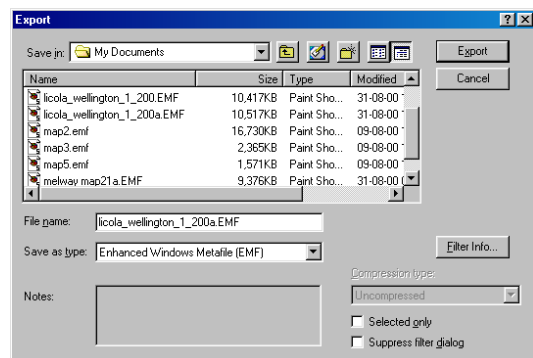 Export
Save in: My Documents
Export
Name Size Type Modified
Cancel
licola_wellington_1_200.EMF 10,417KB Paint Sho... 31-08-00
licola_wellington_1_200a.EMF 10,517KB Paint Sho... 31-08-00
map2.emf 16,730KB Paint Sho... 09-08-00
map3.emf 2,365KB Paint Sho... 09-08-00
map5.emf 1,571KB Paint Sho... 09-08-00
melway map21a.EMF 9,376KB Paint Sho... 31-08-00
File name: licola_wellington_1_200a.EMF
Save as type: Enhanced Windows Metafile (EMF)
Filter Info...
Compression type:
Notes:
Uncompressed
Selected only
Suppress filter dialog